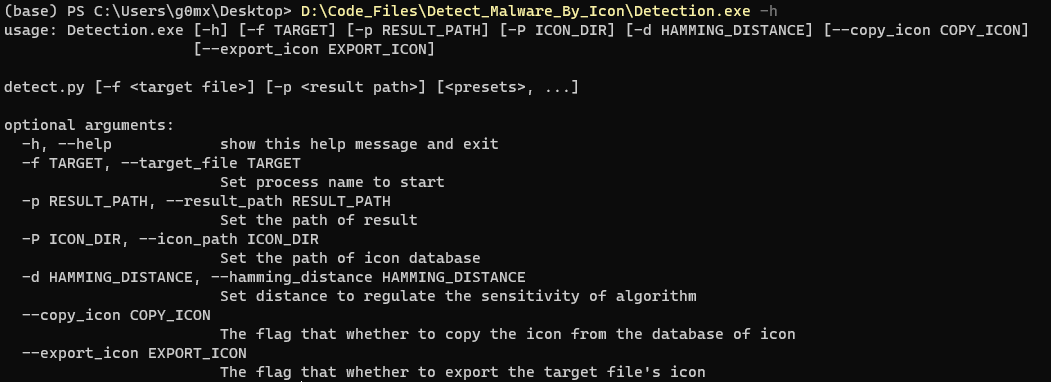 (base) PS C:\Users\g0mx\Desktop> D:\Code_Files\Detect_Malware_By_Icon\Detection.exe -h
usage: Detection.exe [-h] [-f TARGET] [-p RESULT_PATH] [-P ICON_DIR] [-d HAMMING_DISTANCE] [--copy_icon COPY_ICON]
[--export_icon EXPORT_ICON]
detect.py [-f <target file>] [-p <result path>] [<presets>, ...]
optional arguments:
-h, --help show this help message and exit
-f TARGET, --target_file TARGET
Set process name to start
-p RESULT_PATH, --result_path RESULT_PATH
Set the path of result
-P ICON_DIR, --icon_path ICON_DIR
Set the path of icon database
-d HAMMING_DISTANCE, --hamming_distance HAMMING_DISTANCE
Set distance to regulate the sensitivity of algorithm
--copy_icon COPY_ICON
The flag that whether to copy the icon from the database of icon
--export_icon EXPORT_ICON
The flag that whether to export the target file's icon